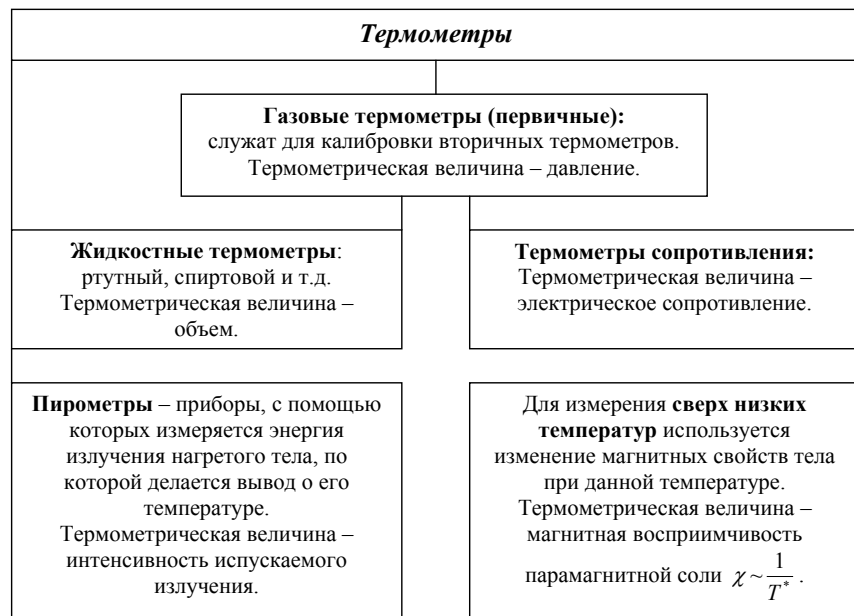 Термометры
Газовые термометры (первичные):
служат для калибровки вторичных термометров.
Термометрическая величина – давление.
Жидкостные термометры:
ртутный, спиртовой и т.д.
Термометрическая величина –
объем.
Термометры сопротивления:
Термометрическая величина –
электрическое сопротивление.
Пирометры – приборы, с помощью
которых измеряется энергия
излучения нагретого тела, по
которой делается вывод о его
температуре.
Термометрическая величина –
интенсивность испускаемого
излучения.
Для измерения сверх низких
температур используется
изменение магнитных свойств тела
при данной температуре.
Термометрическая величина –
магнитная восприимчивость
парамагнитной соли χ ~ 1/T* .